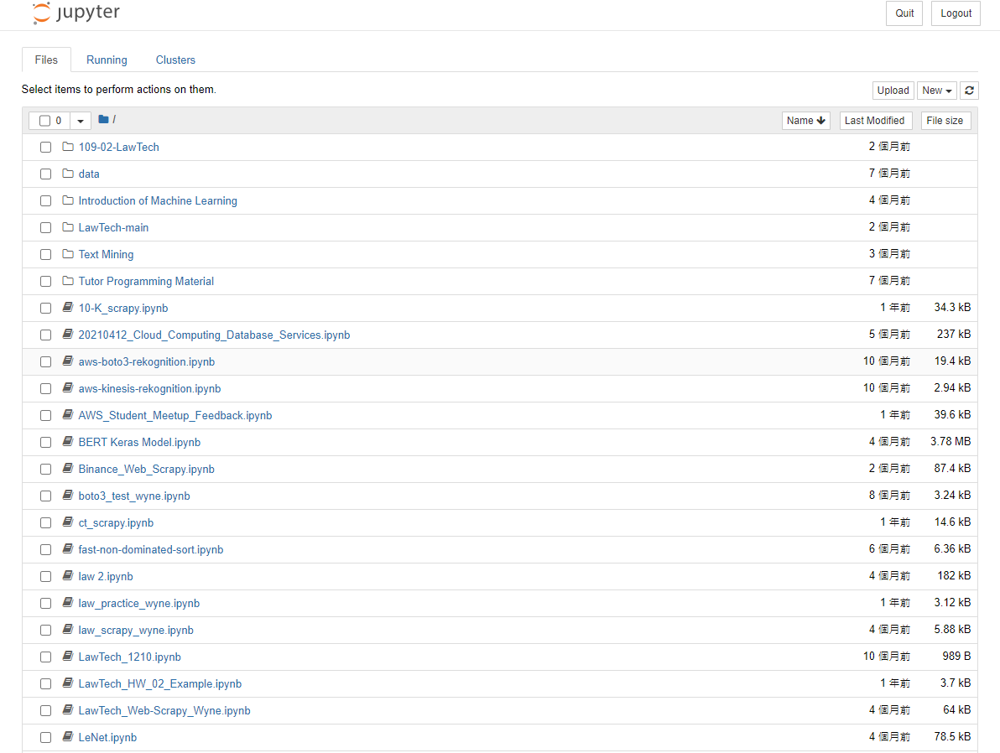 jupyter Quit Logout
Files Running Clusters
Select items to perform actions on them. Upload New
0 / Name Last Modified File size
109-02-LawTech 2 個月前
data 7 個月前
Introduction of Machine Learning 4 個月前
LawTech-main 2 個月前
Text Mining 3 個月前
Tutor Programming Material 7 個月前
10-K_scrapy.ipynb 1 年前 34.3 kB
20210412_Cloud_Computing_Database_Services.ipynb 5 個月前 237 kB
aws-boto3-rekognition.ipynb 10 個月前 19.4 kB
aws-kinesis-rekognition.ipynb 10 個月前 2.94 kB
AWS_Student_Meetup_Feedback.ipynb 1 年前 39.6 kB
BERT Keras Model.ipynb 4 個月前 3.78 MB
Binance_Web_Scrapy.ipynb 2 個月前 87.4 kB
boto3_test_wyne.ipynb 8 個月前 3.24 kB
ct_scrapy.ipynb 1 年前 14.6 kB
fast-non-dominated-sort.ipynb 6 個月前 6.36 kB
law 2.ipynb 4 個月前 182 kB
law_practice_wyne.ipynb 1 年前 3.12 kB
law_scrapy_wyne.ipynb 4 個月前 5.88 kB
LawTech_1210.ipynb 10 個月前 989 B
LawTech_HW_02_Example.ipynb 1 年前 3.7 kB
LawTech_Web-Scrapy_Wyne.ipynb 4 個月前 64 kB
LeNet.ipynb 4 個月前 78.5 kB